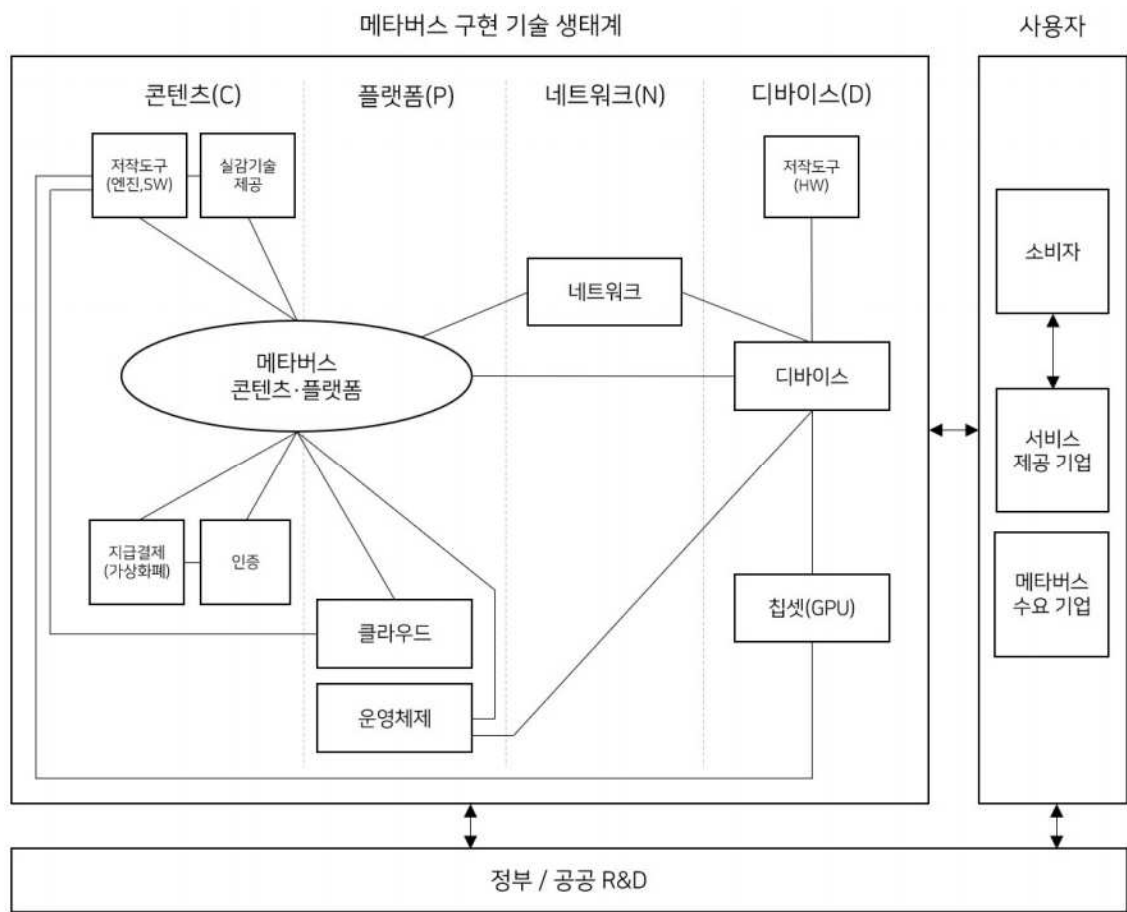 메타버스 구현 기술 생태계
사용자
콘텐츠(C)
플랫폼(P)
네트워크(N)
디바이스(D)
저작도구
(엔진,SW)
실감기술
제공
저작도구
(HW)
소비자
네트워크
메타버스
콘텐츠·플랫폼
디바이스
서비스
제공 기업
지급결제
(가상화폐)
인증
메타버스
수요 기업
칩셋(GPU)
클라우드
운영체제
정부 / 공공 R&D